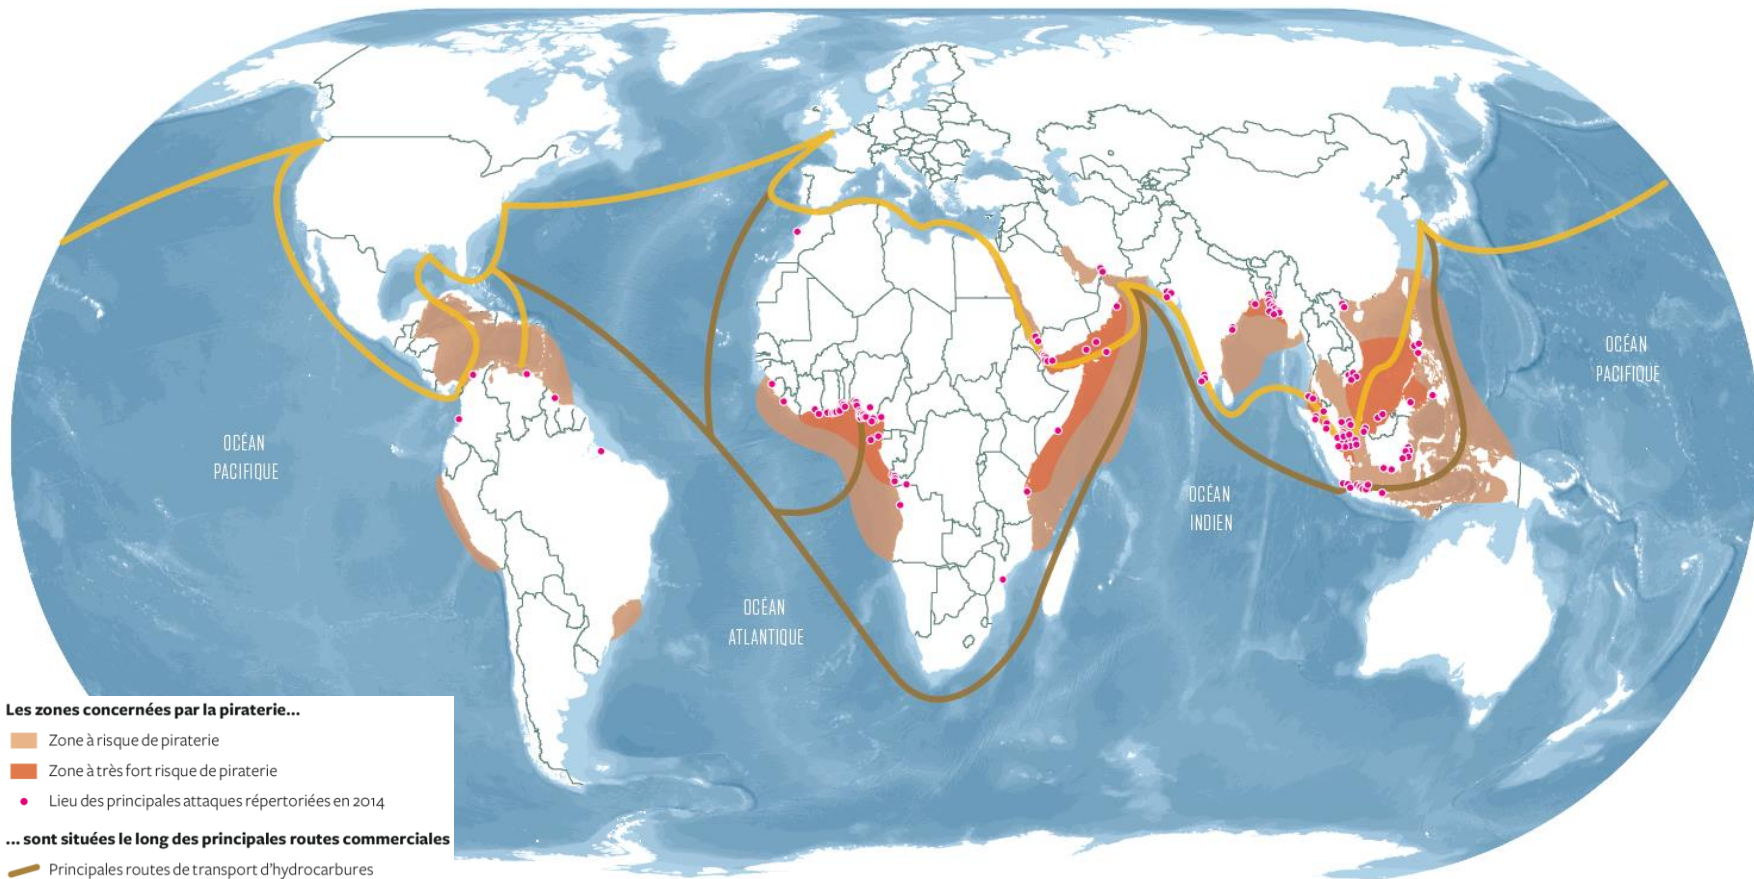 OCÉAN
PACIFIQUE
OCÉAN
ATLANTIQUE
OCÉAN
INDIEN
OCÉAN
PACIFIQUE
Les zones concernées par la piraterie...
Zone à risque de piraterie
Zone à très fort risque de piraterie
Lieu des principales attaques répertoriées en 2014
... sont situées le long des principales routes commerciales
Principales routes de transport d'hydrocarbures